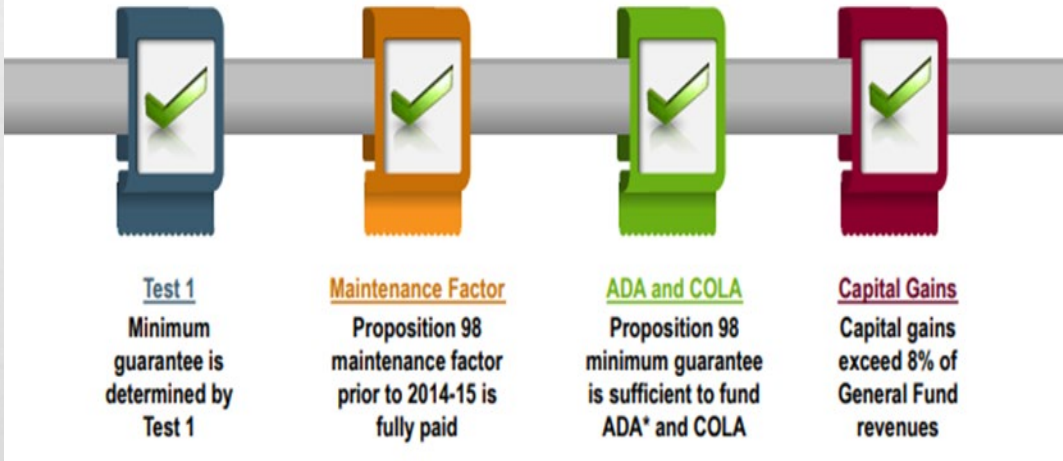 Test 1
Minimum
guarantee is
determined by
Test 1
Maintenance Factor
Proposition 98
maintenance factor
prior to 2014-15 is
fully paid
ADA and COLA
Proposition 98
minimum guarantee
is sufficient to fund
ADA* and COLA
Capital Gains
Capital gains
exceed 8% of
General Fund
revenues